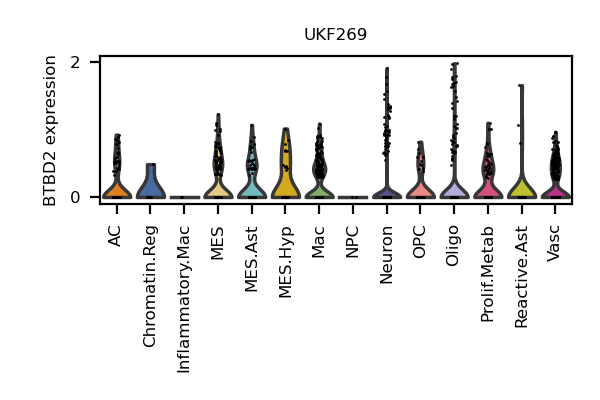 UKF269
BTBD2 expression
2
0
AC
Chromatin.Reg
Inflammatory.Mac
MES
MES.Ast
MES.Hyp
Mac
NPC
Neuron
OPC
Oligo
Prolif.Metab
Reactive.Ast
Vasc